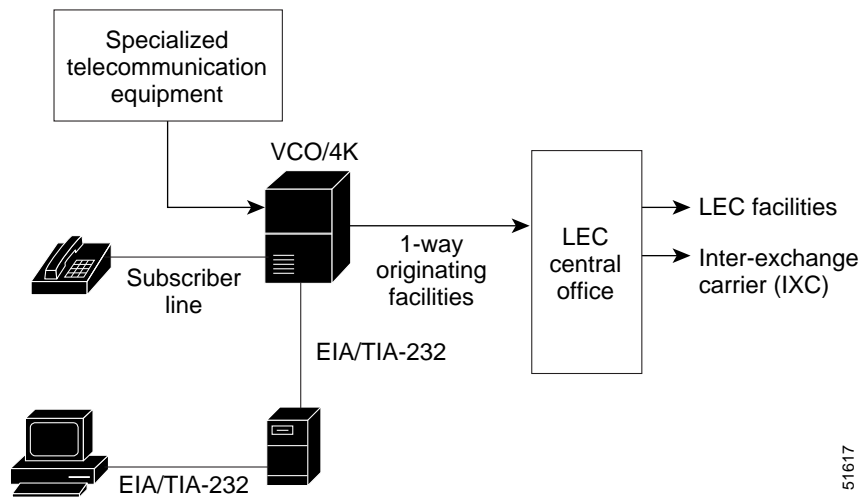 Specialized
telecommunication
equipment
VCO/4K
LEC facilities
1-way
originating
facilities
LEC
central
office
Inter-exchange
carrier (IXC)
Subscriber
line
EIA/TIA-232
EIA/TIA-232
51617